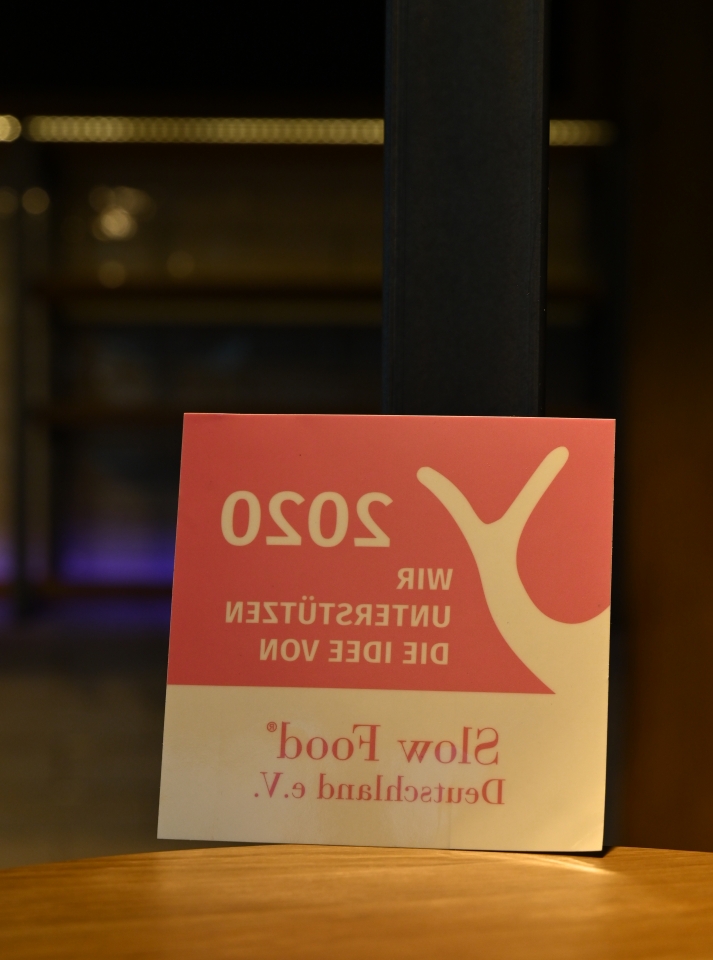 2020
WIR
UNTERSTÜTZEN
DIE IDEE VON
Slow Food®
Deutschland e.V.